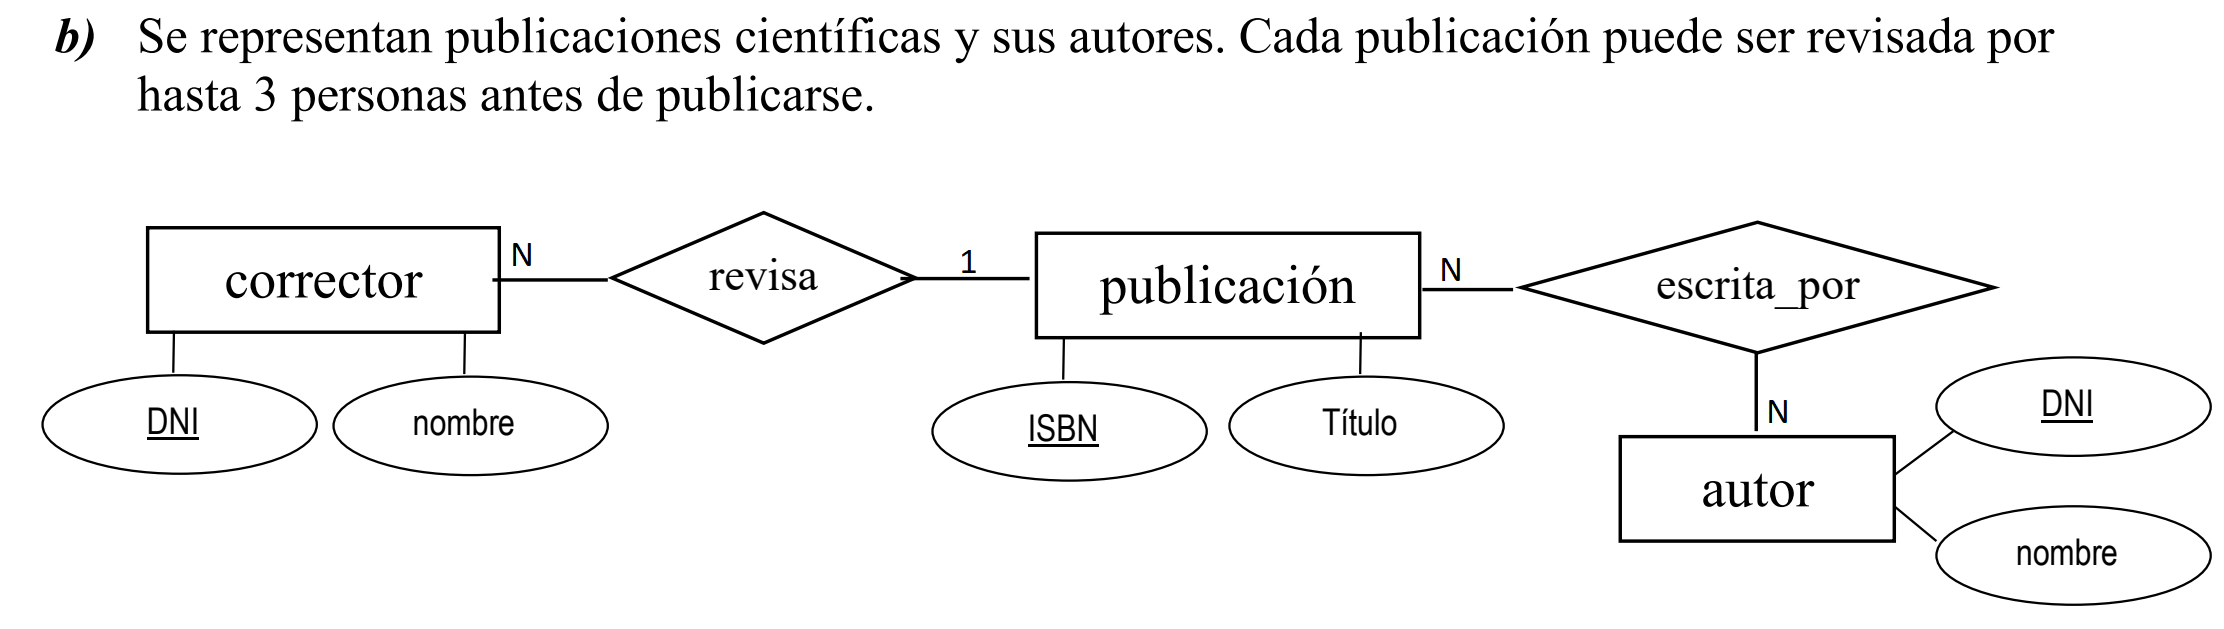 b) Se representan publicaciones científicas y sus autores. Cada publicación puede ser revisada por
hasta 3 personas antes de publicarse.
corrector
N
revisa
1
publicación
N
escrita_por
DNI
nombre
ISBN
Título
N
autor
DNI
nombre